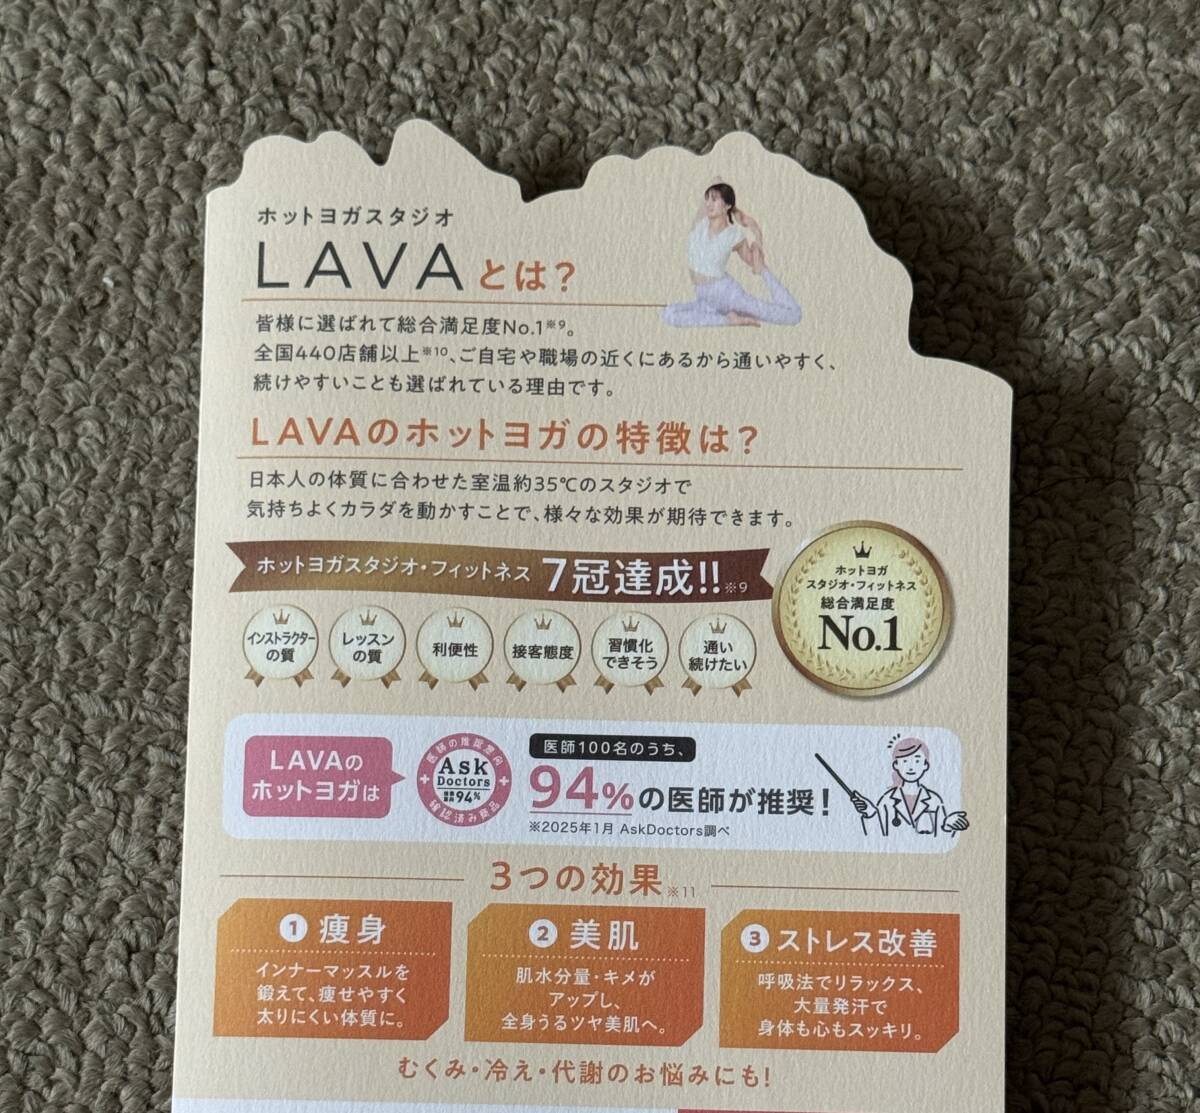 ホットヨガスタジオ
LAVAとは?
皆様に選ばれて総合満足度No.1※9。
全国440店舗以上※10、ご自宅や職場の近くにあるから通いやすく、
続けやすいことも選ばれている理由です。
LAVAのホットヨガの特徴は?
日本人の体質に合わせた室温約35℃のスタジオで
気持ちよくカラダを動かすことで、様々な効果が期待できます。
ホットヨガスタジオ・フィットネス 7冠達成!!※9
インストラクター
の質
レッスン
の質
利便性
接客態度
習慣化
できそう
通い
続けたい
ホットヨガ
スタジオ・フィットネス
総合満足度
No.1
LAVAの
ホットヨガは
医師の推奨意向
Ask
Doctors
94%
確認済み商品
医師100名のうち、
94%の医師が推奨!
※2025年1月 AskDoctors調べ
3つの効果※11
1 痩身
インナーマッスルを
鍛えて、痩せやすく
太りにくい体質に。
2 美肌
肌水分量・キメが
アップし、
全身うるツヤ美肌へ。
3 ストレス改善
呼吸法でリラックス、
大量発汗で
身体も心もスッキリ。
むくみ・冷え・代謝のお悩みにも!